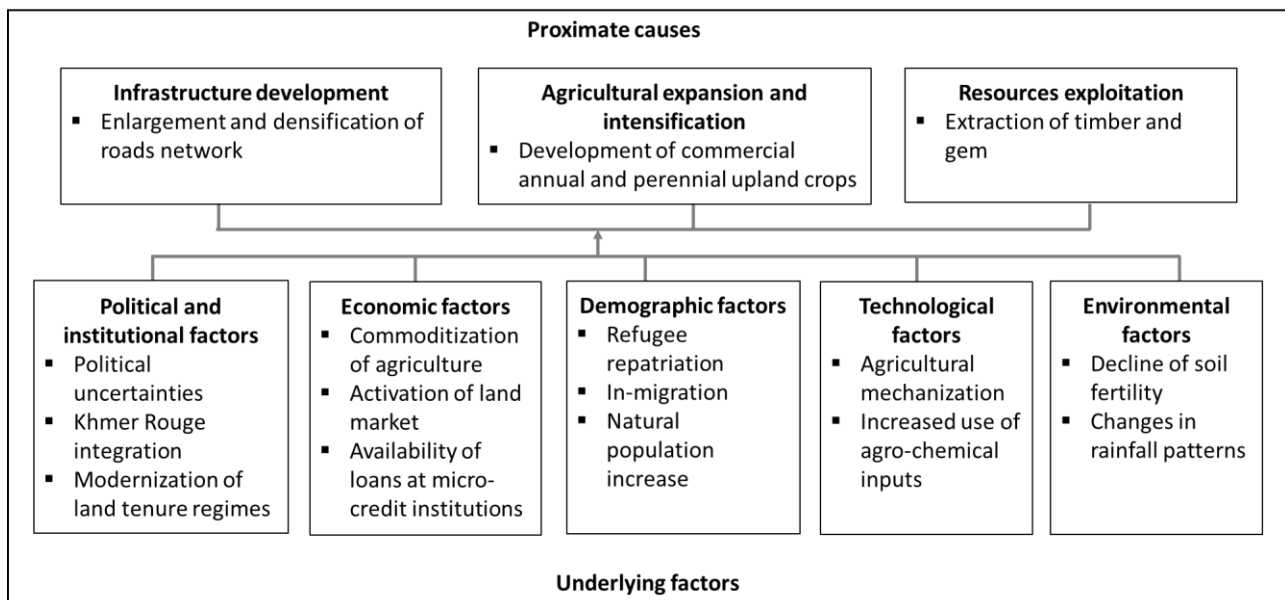 Proximate causes
Infrastructure development
▪ Enlargement and densification of
roads network
Agricultural expansion and
intensification
▪ Development of commercial
annual and perennial upland crops
Resources exploitation
▪ Extraction of timber and
gem
Political and
institutional factors
▪ Political
uncertainties
▪ Khmer Rouge
integration
▪ Modernization of
land tenure regimes
Economic factors
▪ Commoditization
of agriculture
▪ Activation of land
market
▪ Availability of
loans at micro-
credit institutions
Demographic factors
▪ Refugee
repatriation
▪ In-migration
▪ Natural
population
increase
Technological
factors
▪ Agricultural
mechanization
▪ Increased use of
agro-chemical
inputs
Environmental
factors
▪ Decline of soil
fertility
▪ Changes in
rainfall patterns
Underlying factors